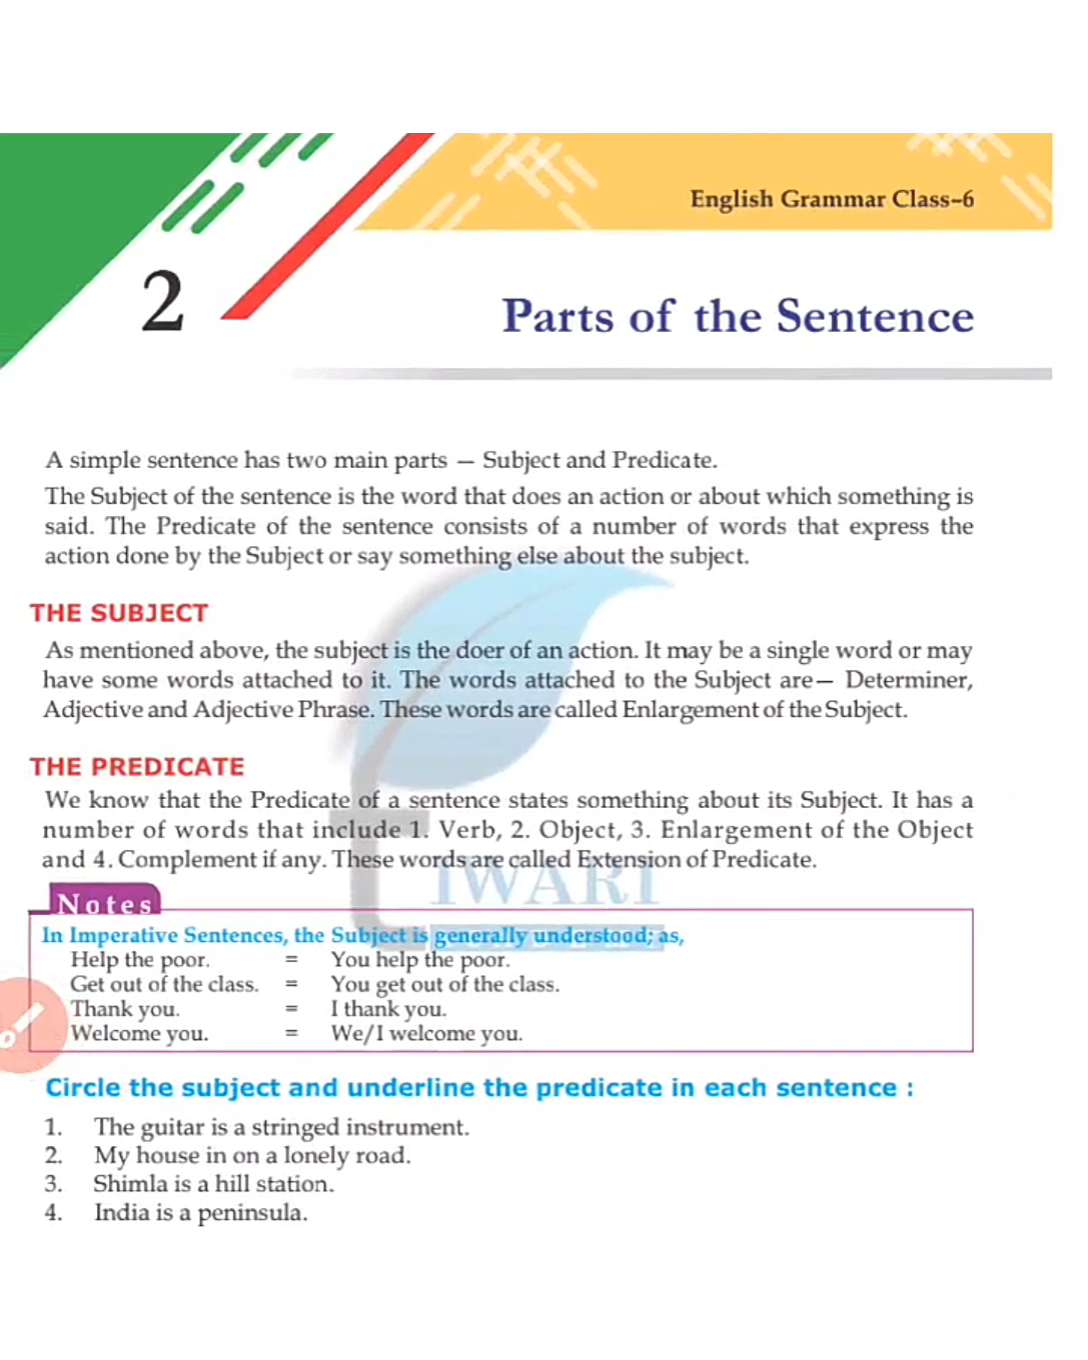 English Grammar Class-6
2
Parts of the Sentence
A simple sentence has two main parts — Subject and Predicate.
The Subject of the sentence is the word that does an action or about which something is
said. The Predicate of the sentence consists of a number of words that express the
action done by the Subject or say something else about the subject.
THE SUBJECT
As mentioned above, the subject is the doer of an action. It may be a single word or may
have some words attached to it. The words attached to the Subject are— Determiner,
Adjective and Adjective Phrase. These words are called Enlargement of the Subject.
THE PREDICATE
We know that the Predicate of a sentence states something about its Subject. It has a
number of words that include 1. Verb, 2. Object, 3. Enlargement of the Object
and 4. Complement if any. These words are called Extension of Predicate.
IWARI
Notes
In Imperative Sentences, the Subject is generally understood; as,
Help the poor. = You help the poor.
Get out of the class. = You get out of the class.
Thank you. = I thank you.
Welcome you. = We/I welcome you.
Circle the subject and underline the predicate in each sentence :
1. The guitar is a stringed instrument.
2. My house in on a lonely road.
3. Shimla is a hill station.
4. India is a peninsula.